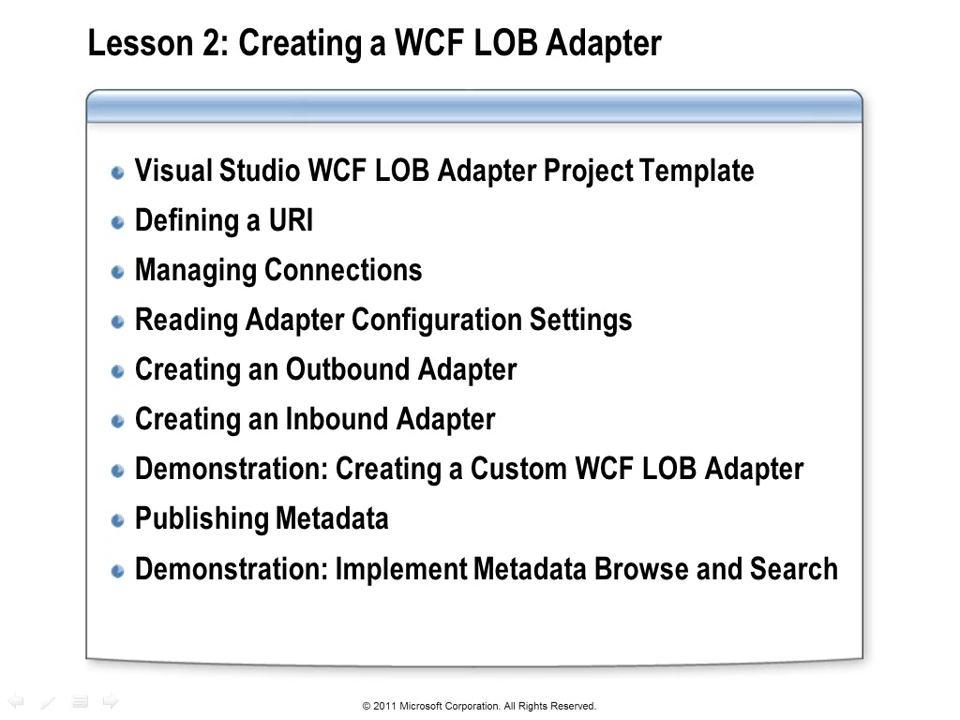 Lesson 2: Creating a WCF LOB Adapter
Visual Studio WCF LOB Adapter Project Template
Defining a URI
Managing Connections
Reading Adapter Configuration Settings
Creating an Outbound Adapter
Creating an Inbound Adapter
Demonstration: Creating a Custom WCF LOB Adapter
Publishing Metadata
Demonstration: Implement Metadata Browse and Search
© 2011 Microsoft Corporation. All Rights Reserved.